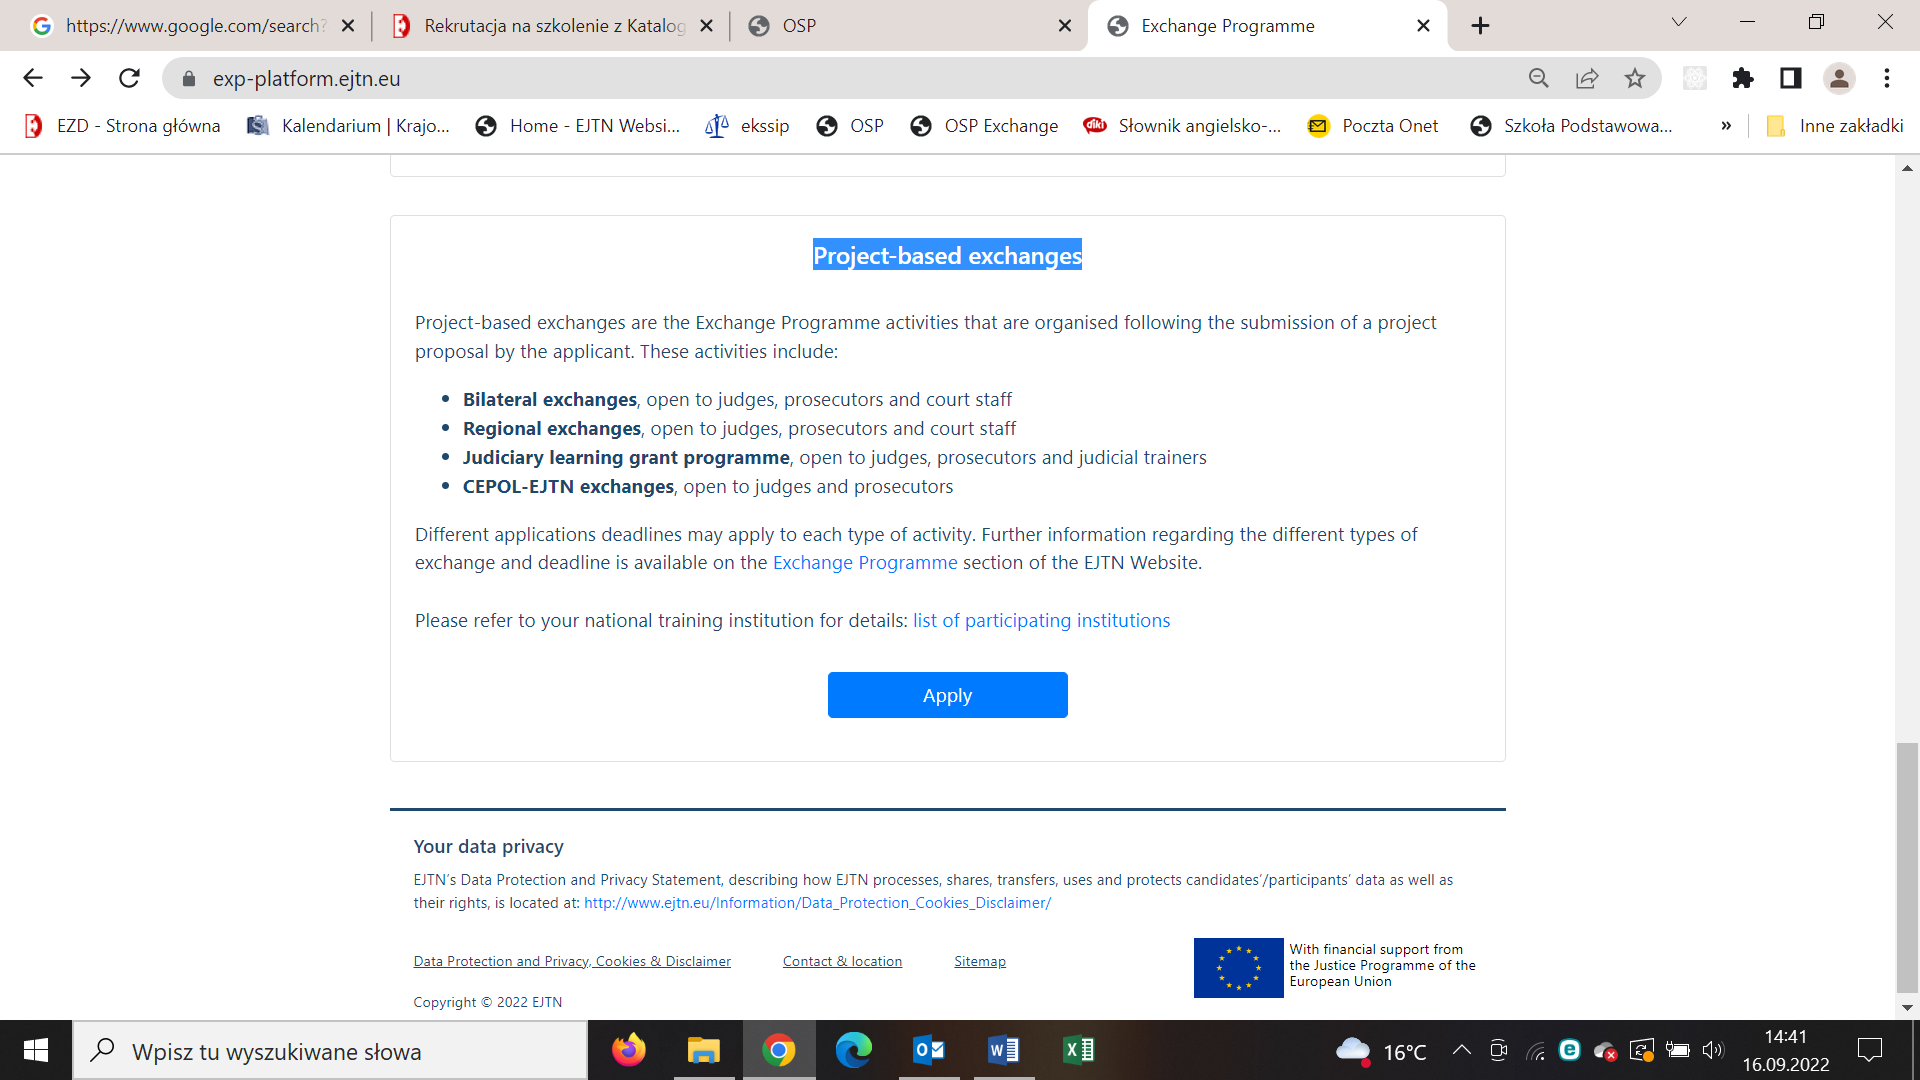 https://www.google.com/search?
Rekrutacja na szkolenie z Katalog
OSP
Exchange Programme
exp-platform.ejtn.eu
EZD - Strona główna
Kalendarium | Krajo...
Home - EJTN Websi...
ekssip
OSP
OSP Exchange
diki
Słownik angielsko-...
Poczta Onet
Szkoła Podstawowa...
»
Inne zakładki
Project-based exchanges
Project-based exchanges are the Exchange Programme activities that are organised following the submission of a project
proposal by the applicant. These activities include:
• Bilateral exchanges, open to judges, prosecutors and court staff
• Regional exchanges, open to judges, prosecutors and court staff
• Judiciary learning grant programme, open to judges, prosecutors and judicial trainers
• CEPOL-EJTN exchanges, open to judges and prosecutors
Different applications deadlines may apply to each type of activity. Further information regarding the different types of
exchange and deadline is available on the Exchange Programme section of the EJTN Website.
Please refer to your national training institution for details: list of participating institutions
Apply
Your data privacy
EJTN's Data Protection and Privacy Statement, describing how EJTN processes, shares, transfers, uses and protects candidates'/participants' data as well as
their rights, is located at: http://www.ejtn.eu/Information/Data_Protection_Cookies_Disclaimer/
Data Protection and Privacy, Cookies & Disclaimer
Contact & location
Sitemap
With financial support from
the Justice Programme of the
European Union
Copyright © 2022 EJTN
Wpisz tu wyszukiwane słowa
16°C
14:41
16.09.2022